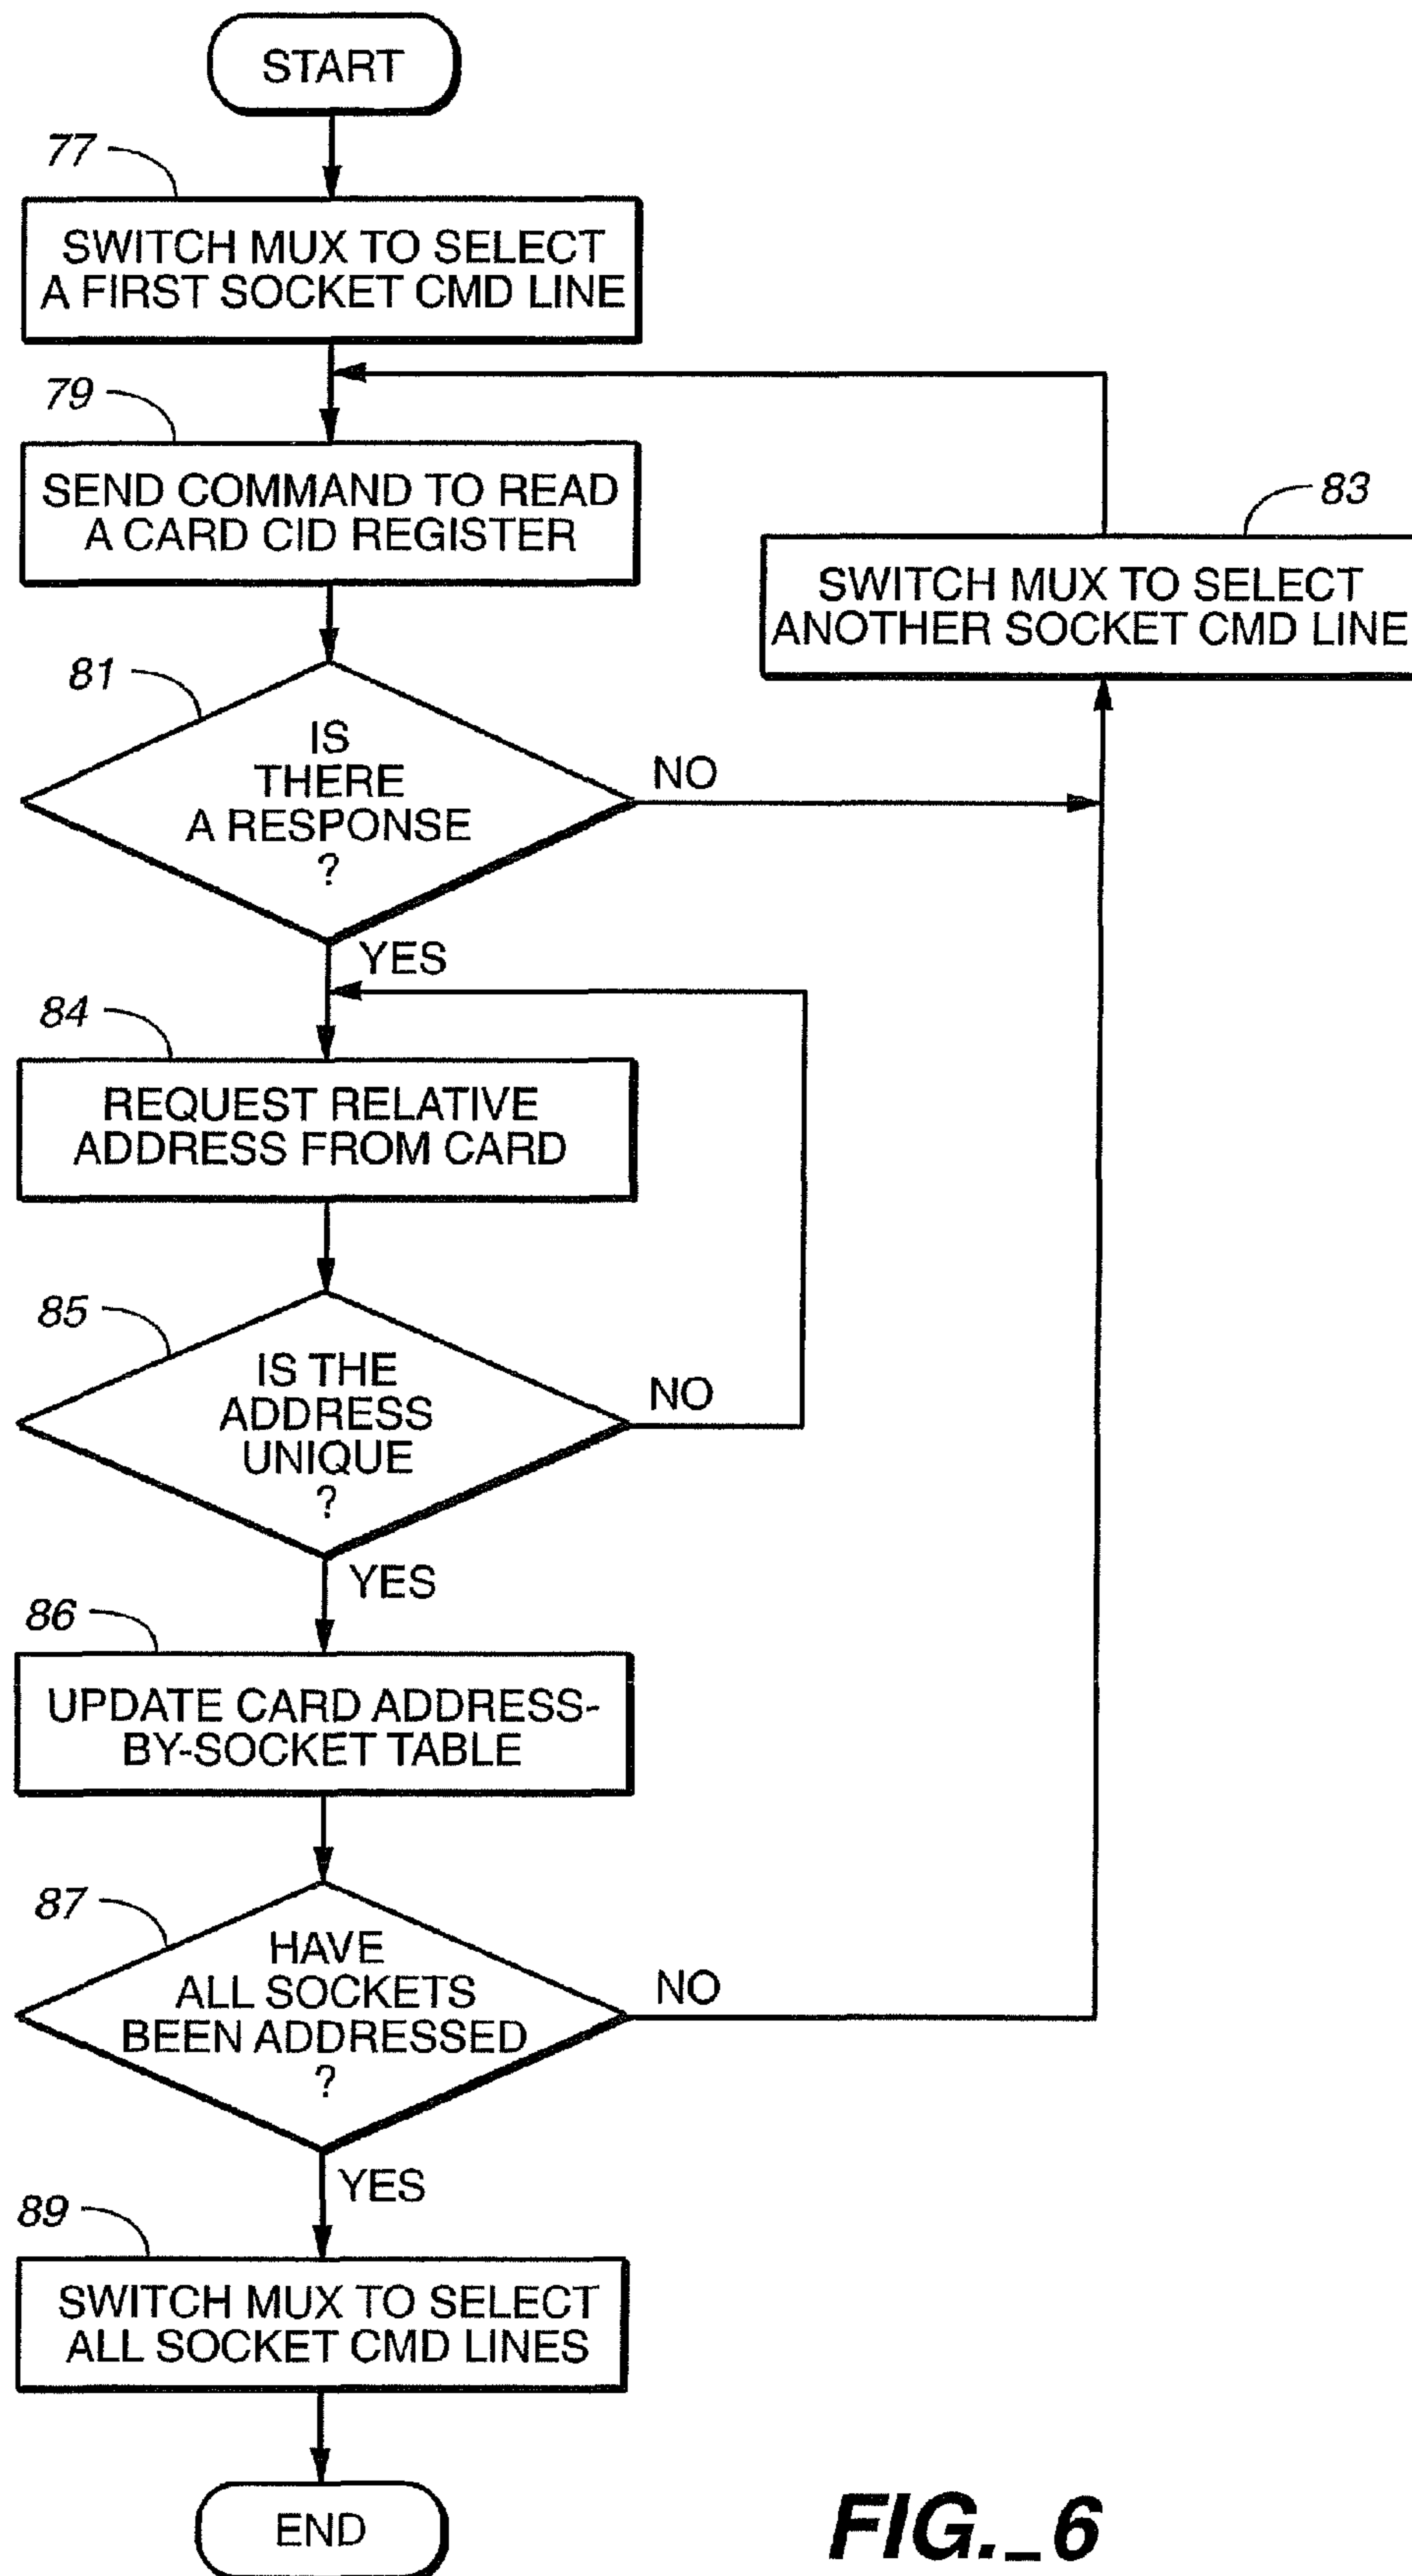 START
77
SWITCH MUX TO SELECT
A FIRST SOCKET CMD LINE
79
SEND COMMAND TO READ
A CARD CID REGISTER
83
SWITCH MUX TO SELECT
ANOTHER SOCKET CMD LINE
81
IS
THERE
A RESPONSE
?
NO
YES
84
REQUEST RELATIVE
ADDRESS FROM CARD
85
IS THE
ADDRESS
UNIQUE
?
NO
YES
86
UPDATE CARD ADDRESS-
BY-SOCKET TABLE
87
HAVE
ALL SOCKETS
BEEN ADDRESSED
?
NO
YES
89
SWITCH MUX TO SELECT
ALL SOCKET CMD LINES
END
FIG._6